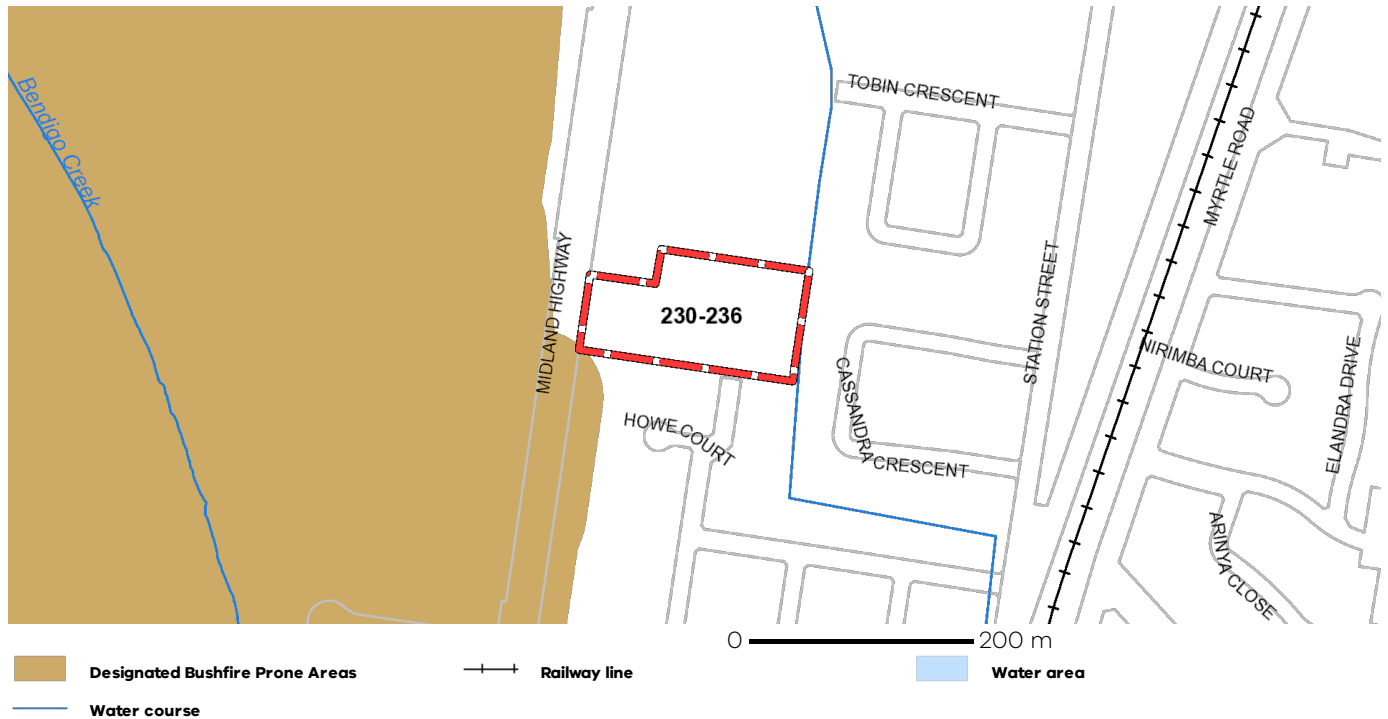 Bendigo Creek
TOBIN CRESCENT
MYRTLE ROAD
MIDLAND HIGHWAY
230-236
STATION STREET
NIRIMBA COURT
ELANDRA DRIVE
CASSANDRA CRESCENT
HOWE COURT
ARINYA CLOSE
0 200 m
Designated Bushfire Prone Areas
Railway line
Water area
Water course